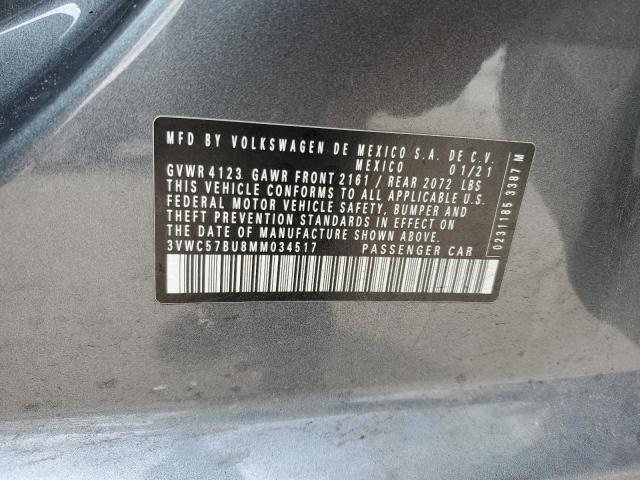 MFD BY VOLKSWAGEN DE MEXICO S.A. DE C.V.
MEXICO 01/21
GVWR 4123 GAWR FRONT 2161 / REAR 2072 LBS
THIS VEHICLE CONFORMS TO ALL APPLICABLE U.S.
FEDERAL MOTOR VEHICLE SAFETY, BUMPER AND
THEFT PREVENTION STANDARDS IN EFFECT ON
THE DATE OF MANUFACTURE SHOWN ABOVE
3VWC57BU8MM034517 PASSENGER CAR
0231185 3387 M